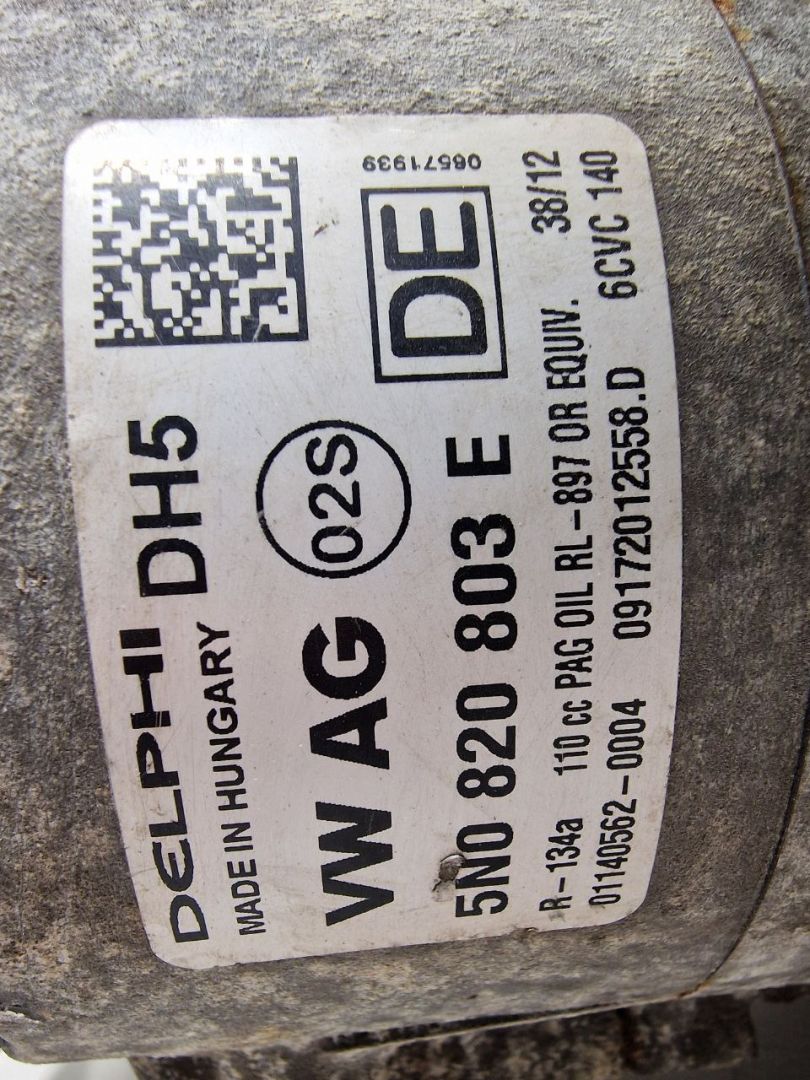 DELPHI DH5
MADE IN HUNGARY
VW AG 02S
06571939
DE
5N0 820 803 E
R-134a 110 cc PAG OIL RL-897 OR EQUIV. 38/12
01140562-0004 09172012558.D 6CVC 140